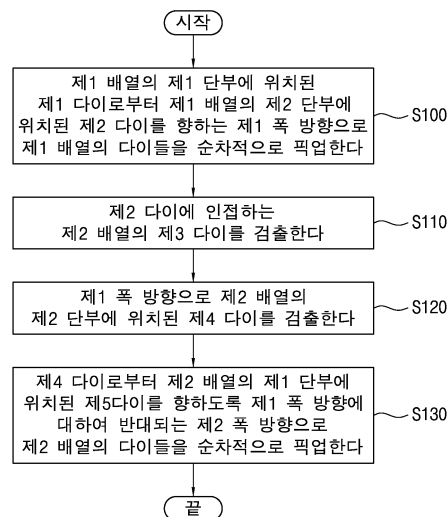 시작
제1 배열의 제1 단부에 위치된
제1 다이로부터 제1 배열의 제2 단부에
위치된 제2 다이를 향하는 제1 폭 방향으로
제1 배열의 다이들을 순차적으로 픽업한다
S100
제2 다이에 인접하는
제2 배열의 제3 다이를 검출한다
S110
제1 폭 방향으로 제2 배열의
제2 단부에 위치된 제4 다이를 검출한다
S120
제4 다이로부터 제2 배열의 제1 단부에
위치된 제5다이를 향하도록 제1 폭 방향에
대하여 반대되는 제2 폭 방향으로
제2 배열의 다이들을 순차적으로 픽업한다
S130
끝